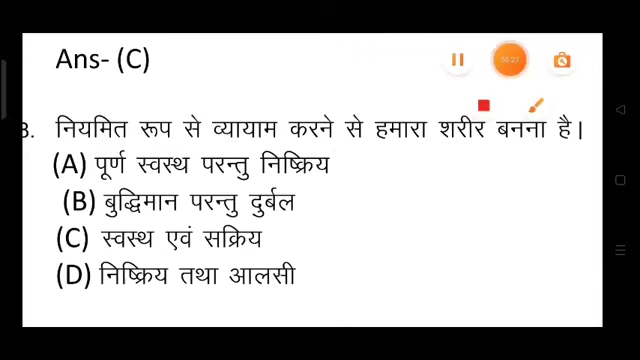 Ans- (C)
3. नियमित रूप से व्यायाम करने से हमारा शरीर बनना है।
(A) पूर्ण स्वस्थ परन्तु निष्क्रिय
(B) बुद्धिमान परन्तु दुर्बल
(C) स्वस्थ एवं सक्रिय
(D) निष्क्रिय तथा आलसी